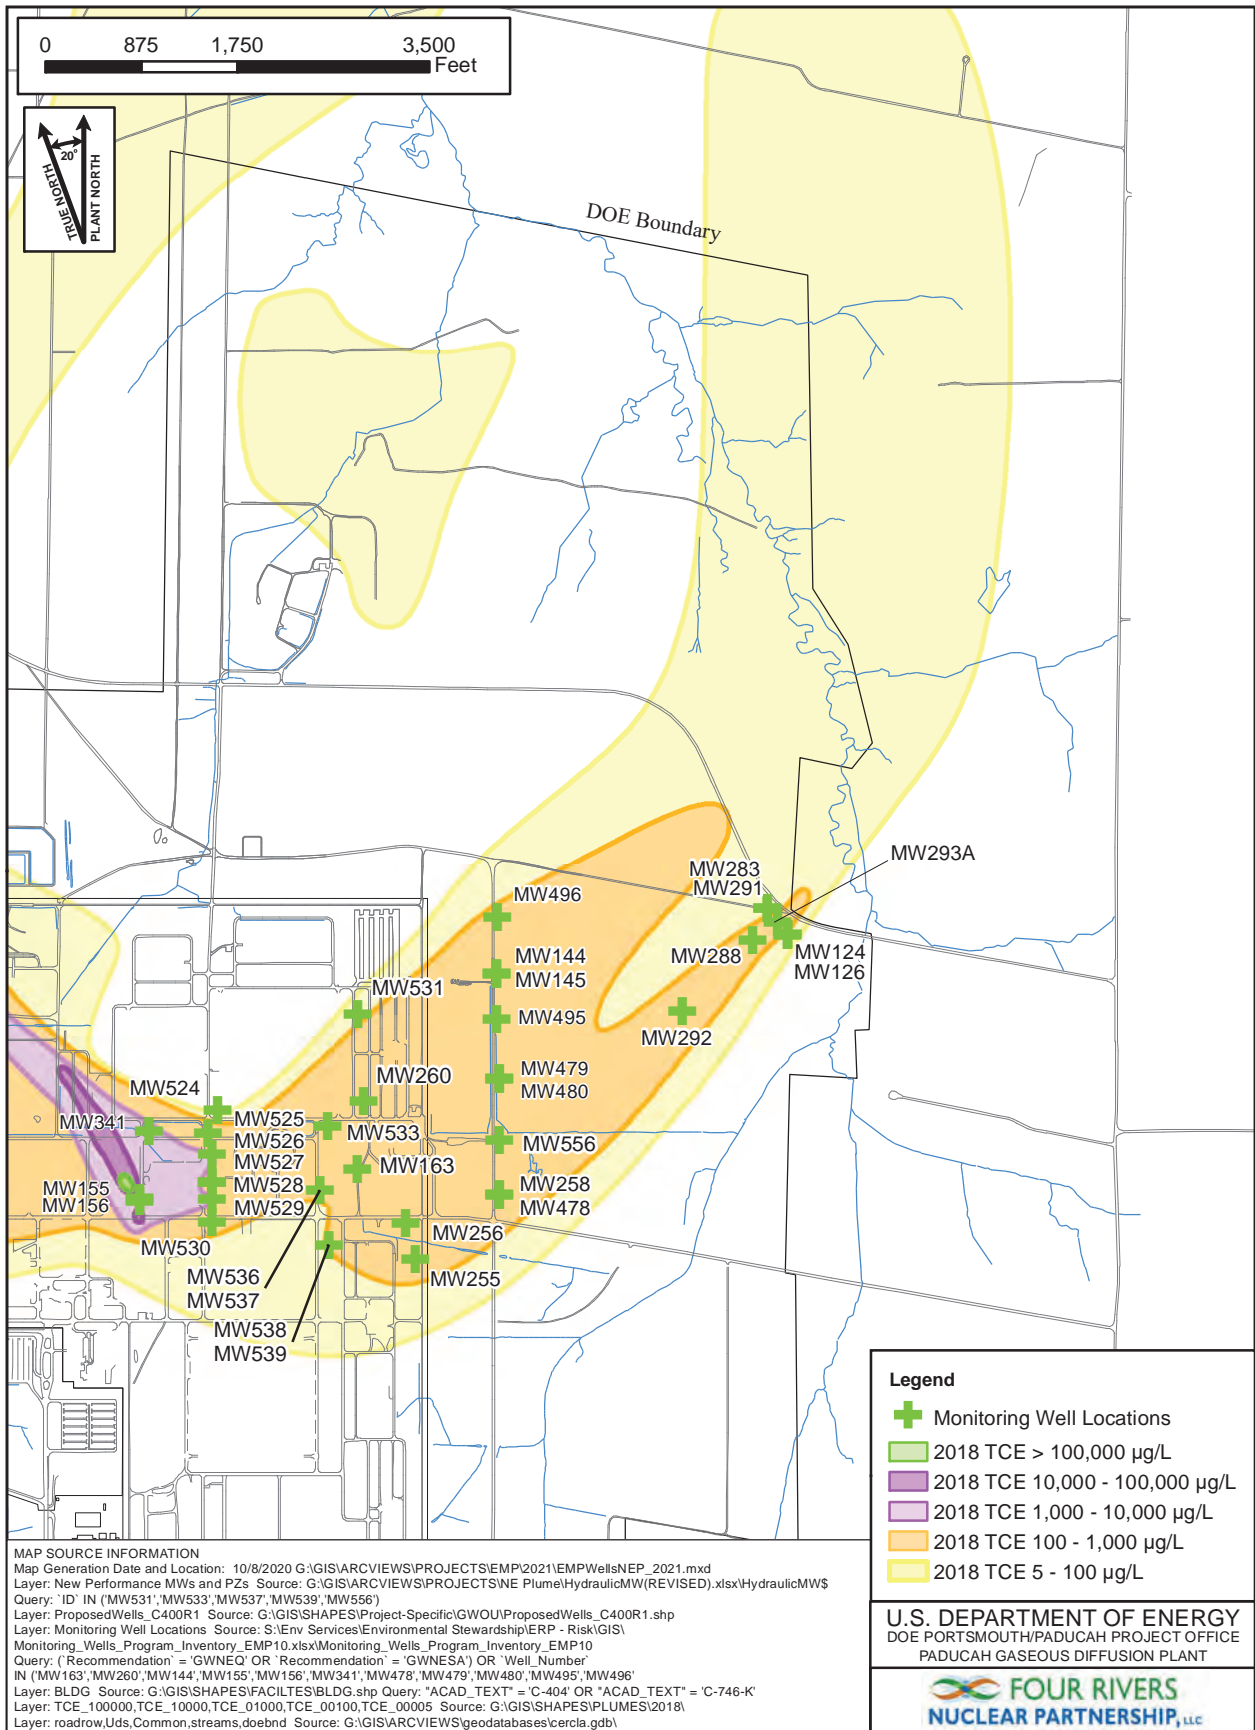 0 875 1,750 3,500
Feet
20°
TRUE NORTH
PLANT NORTH
DOE Boundary
MW293A
MW283
MW291
MW496
MW288
MW124
MW126
MW144
MW145
MW531
MW495
MW292
MW479
MW480
MW260
MW524
MW525
MW341
MW526
MW533
MW556
MW527
MW163
MW528
MW258
MW155
MW156
MW529
MW478
MW256
MW530
MW255
MW536
MW537
MW538
MW539
Legend
Monitoring Well Locations
2018 TCE > 100,000 µg/L
2018 TCE 10,000 - 100,000 µg/L
2018 TCE 1,000 - 10,000 µg/L
2018 TCE 100 - 1,000 µg/L
2018 TCE 5 - 100 µg/L
MAP SOURCE INFORMATION
Map Generation Date and Location: 10/8/2020 G:\GIS\ARCVIEWS\PROJECTS\EMP\2021\EMPWellsNEP_2021.mxd
Layer: New Performance MWs and PZs Source: G:\GIS\ARCVIEWS\PROJECTS\NE Plume\HydraulicMW(REVISED).xlsx\HydraulicMW$
Query: `ID` IN ('MW531','MW533','MW537','MW539','MW556')
Layer: ProposedWells_C400R1 Source: G:\GIS\SHAPES\Project-Specific\GWOU\ProposedWells_C400R1.shp
Layer: Monitoring Well Locations Source: S:\Env Services\Environmental Stewardship\ERP - Risk\GIS\
Monitoring_Wells_Program_Inventory_EMP10.xlsx\Monitoring_Wells_Program_Inventory_EMP10
Query: (`Recommendation` = 'GWNEQ' OR `Recommendation` = 'GWNESA') OR `Well_Number`
IN ('MW163','MW260','MW144','MW155','MW156','MW341','MW478','MW479','MW480','MW495','MW496'
Layer: BLDG Source: G:\GIS\SHAPES\FACILTES\BLDG.shp Query: "ACAD_TEXT" = 'C-404' OR "ACAD_TEXT" = 'C-746-K'
Layer: TCE_100000,TCE_10000,TCE_01000,TCE_00100,TCE_00005 Source: G:\GIS\SHAPES\PLUMES\2018\
Layer: roadrow,Uds,Common,streams,doebnd Source: G:\GIS\ARCVIEWS\geodatabases\cercla.gdb\
U.S. DEPARTMENT OF ENERGY
DOE PORTSMOUTH/PADUCAH PROJECT OFFICE
PADUCAH GASEOUS DIFFUSION PLANT
FOUR RIVERS
NUCLEAR PARTNERSHIP, LLC